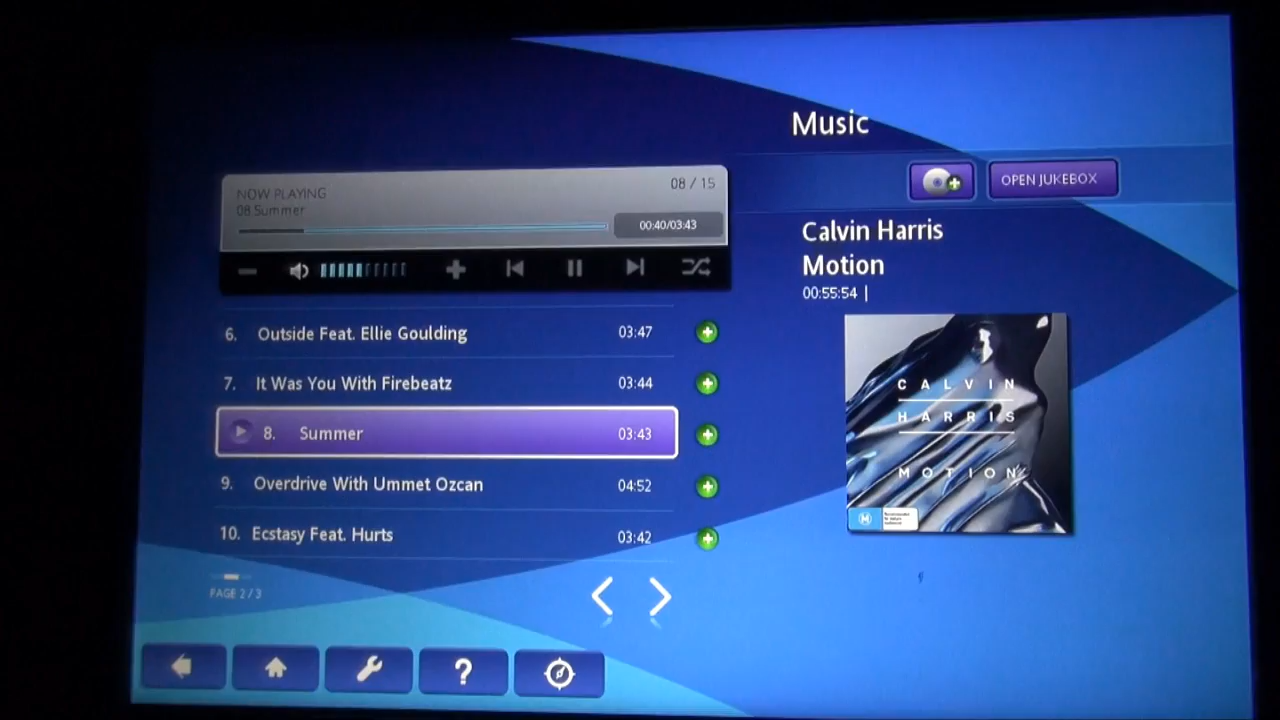 Music
NOW PLAYING
08 / 15
08 Summer
00:40/03:43
OPEN JUKEBOX
Calvin Harris
Motion
00:55:54 |
6. Outside Feat. Ellie Goulding 03:47
7. It Was You With Firebeatz 03:44
8. Summer 03:43
9. Overdrive With Ummet Ozcan 04:52
10. Ecstasy Feat. Hurts 03:42
CALVIN
HARRIS
MOTION
M
PAGE 2 / 3
?